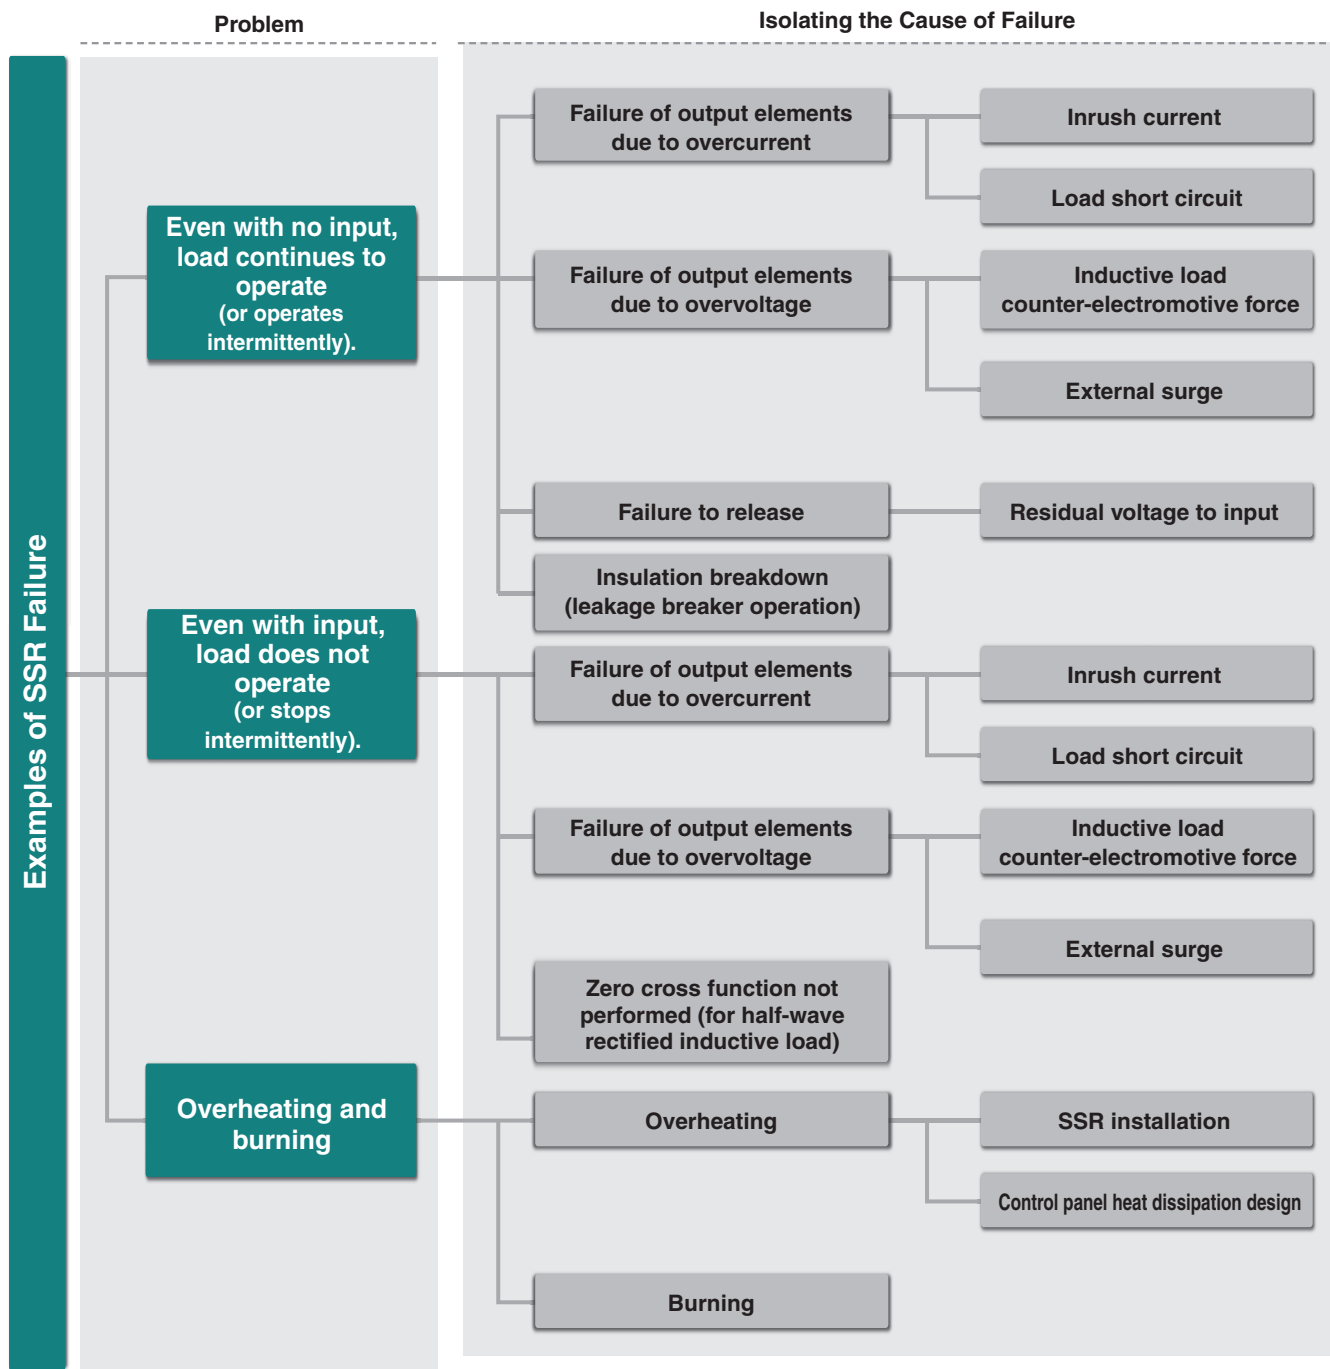 Problem
Isolating the Cause of Failure
Examples of SSR Failure
Even with no input,
load continues to
operate
(or operates
intermittently).
Failure of output elements
due to overcurrent
Inrush current
Load short circuit
Failure of output elements
due to overvoltage
Inductive load
counter-electromotive force
External surge
Failure to release
Residual voltage to input
Insulation breakdown
(leakage breaker operation)
Even with input,
load does not
operate
(or stops
intermittently).
Failure of output elements
due to overcurrent
Inrush current
Load short circuit
Failure of output elements
due to overvoltage
Inductive load
counter-electromotive force
External surge
Zero cross function not
performed (for half-wave
rectified inductive load)
Overheating and
burning
Overheating
SSR installation
Control panel heat dissipation design
Burning